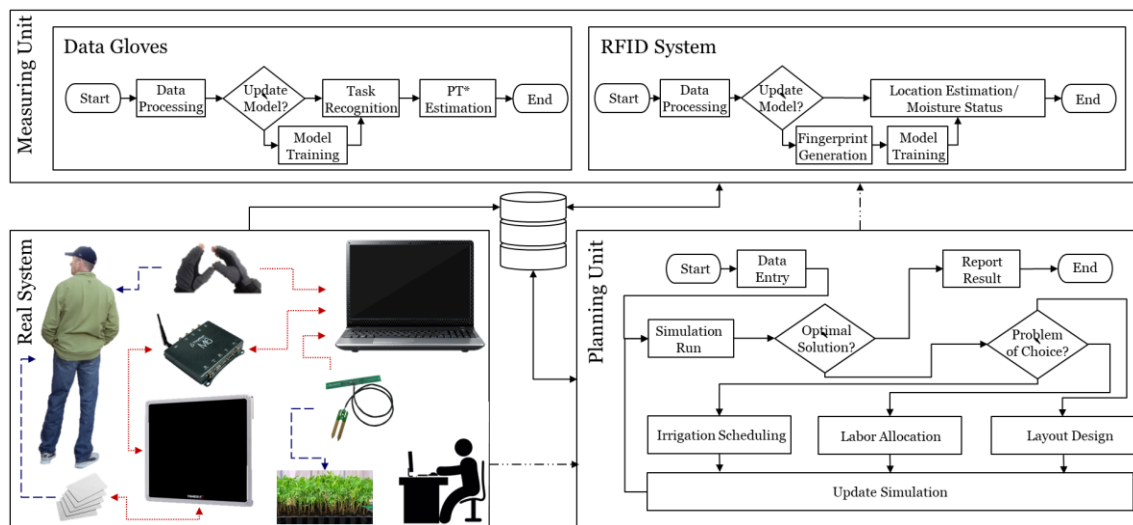 Measuring Unit
Data Gloves
Start
Data
Processing
Update
Model?
Model
Training
Task
Recognition
PT*
Estimation
End
RFID System
Start
Data
Processing
Update
Model?
Fingerprint
Generation
Model
Training
Location Estimation/
Moisture Status
End
Real System
M6
Planning Unit
Start
Data
Entry
Report
Result
End
Simulation
Run
Optimal
Solution?
Problem
of Choice?
Irrigation Scheduling
Labor Allocation
Layout Design
Update Simulation